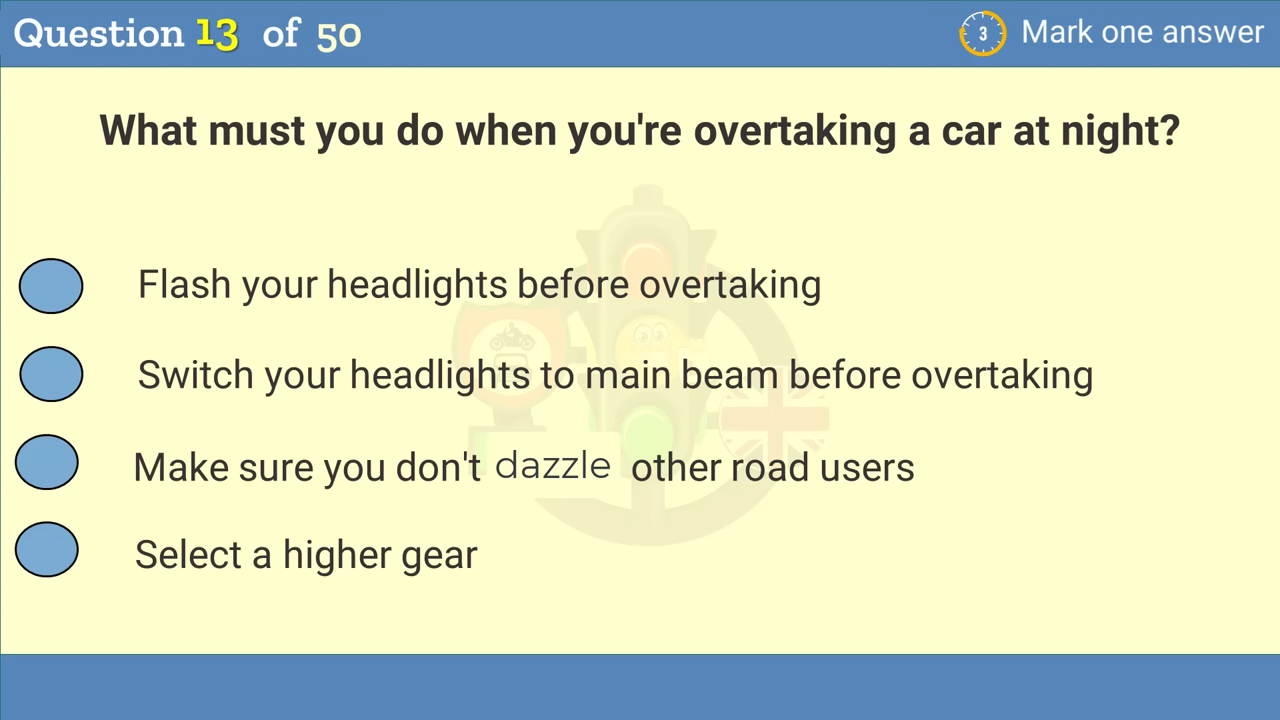 Question 13 of 50
3 Mark one answer
What must you do when you're overtaking a car at night?
Flash your headlights before overtaking
Switch your headlights to main beam before overtaking
Make sure you don't dazzle other road users
Select a higher gear